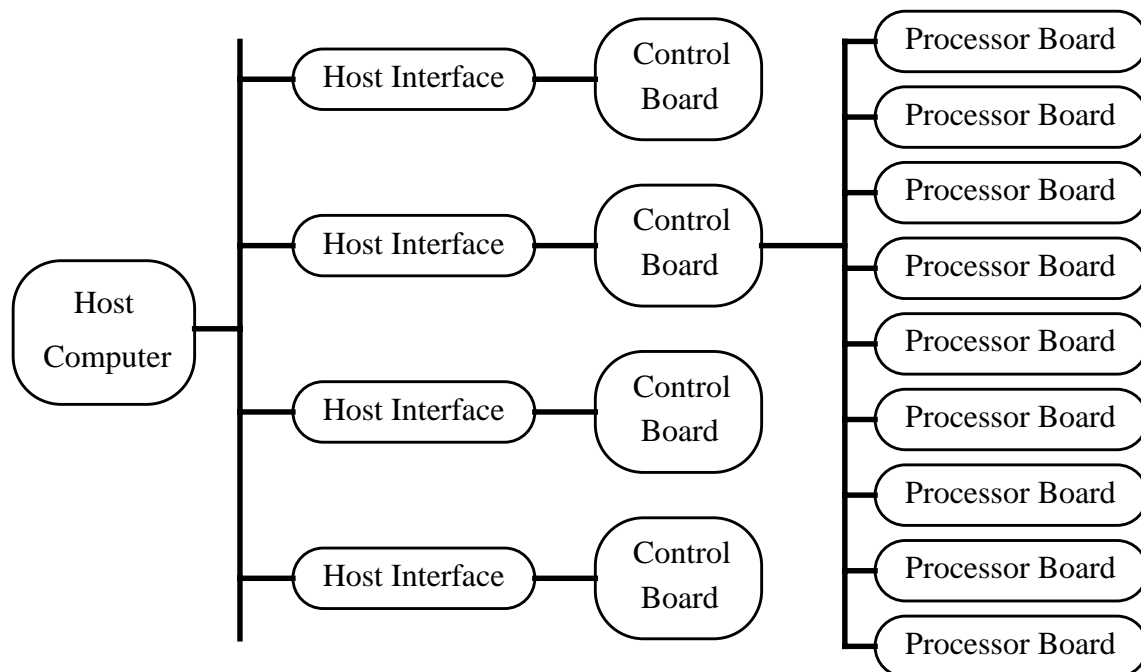 Host
Computer
Host Interface
Control
Board
Host Interface
Control
Board
Host Interface
Control
Board
Host Interface
Control
Board
Processor Board
Processor Board
Processor Board
Processor Board
Processor Board
Processor Board
Processor Board
Processor Board
Processor Board